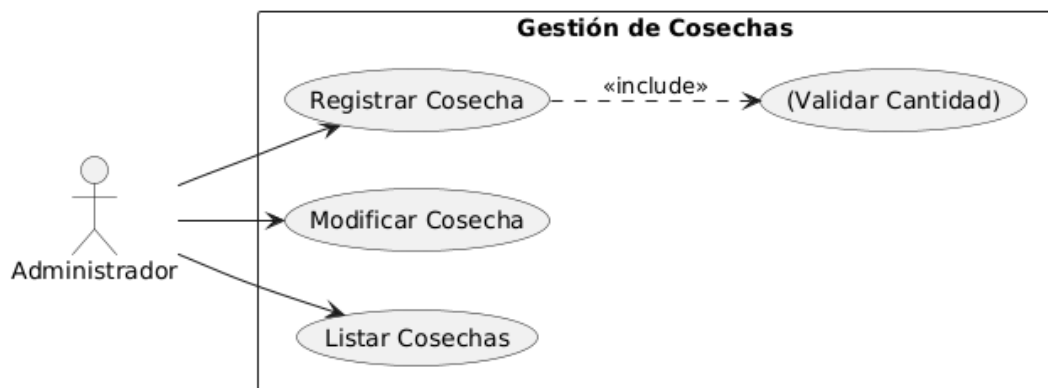 Gestión de Cosechas
Registrar Cosecha
«include»
(Validar Cantidad)
Modificar Cosecha
Administrador
Listar Cosechas